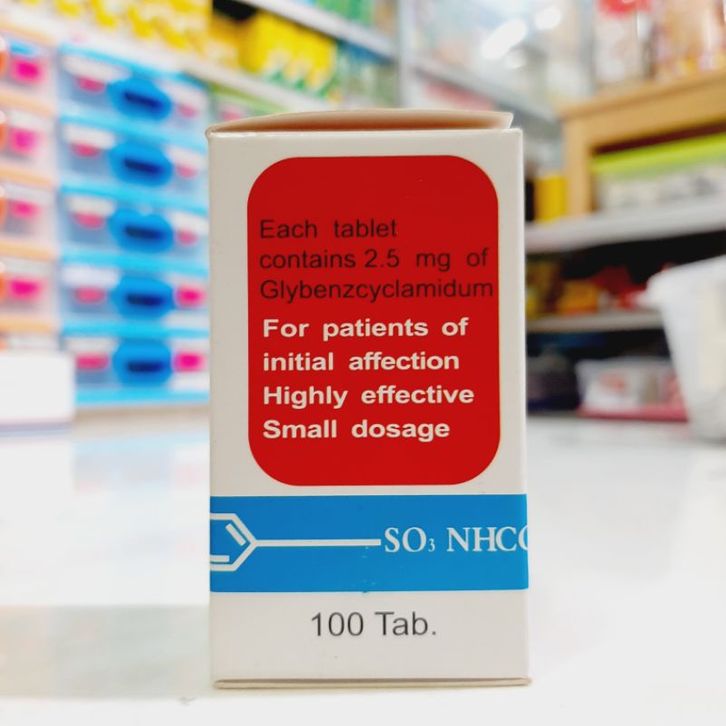 Each tablet
contains 2.5 mg of
Glybenzcyclamidum
For patients of
initial affection
Highly effective
Small dosage
SO₃ NHCO
100 Tab.